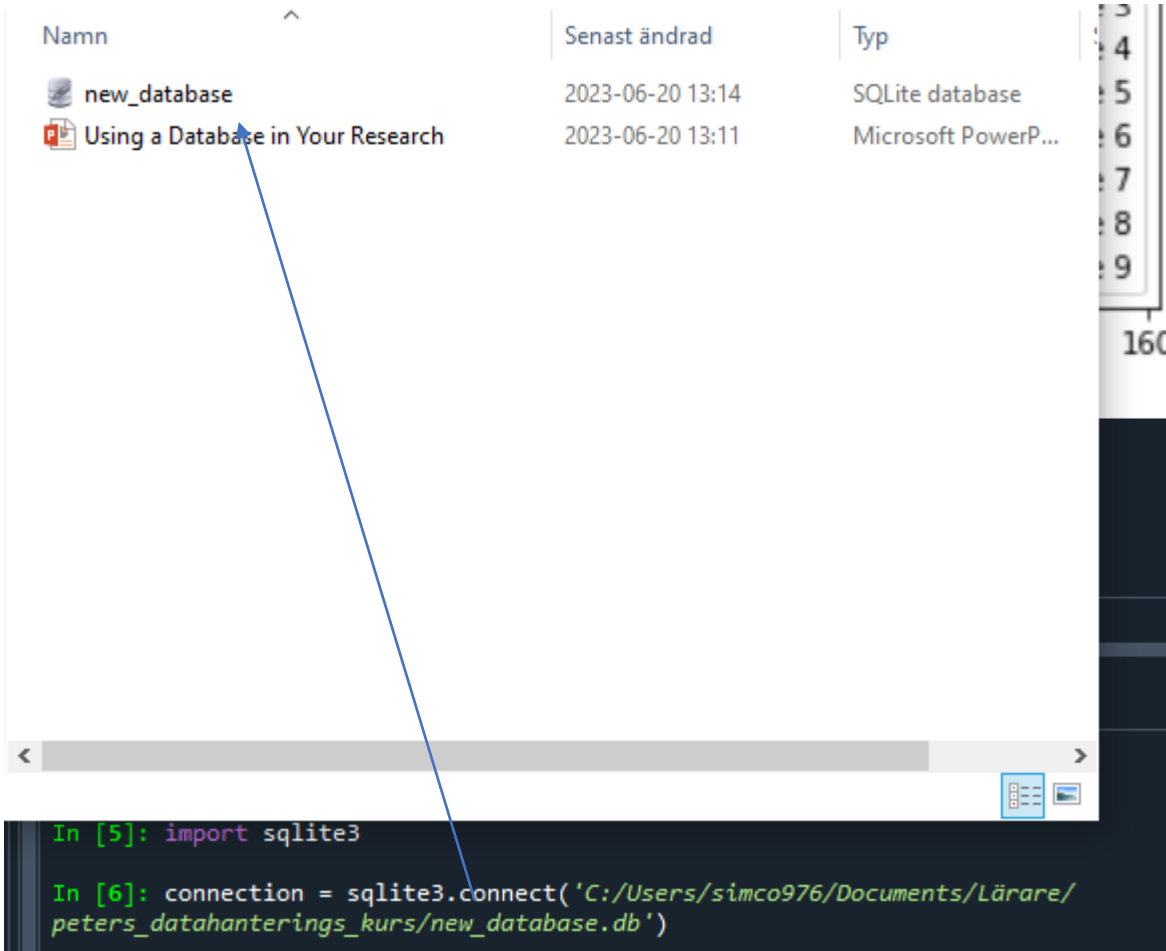 Namn Senast ändrad Typ
new_database 2023-06-20 13:14 SQLite database
Using a Database in Your Research 2023-06-20 13:11 Microsoft PowerP...
4
5
6
7
8
9
160
In [5]: import sqlite3
In [6]: connection = sqlite3.connect('C:/Users/simco976/Documents/Lärare/
peters_datahanterings_kurs/new_database.db')